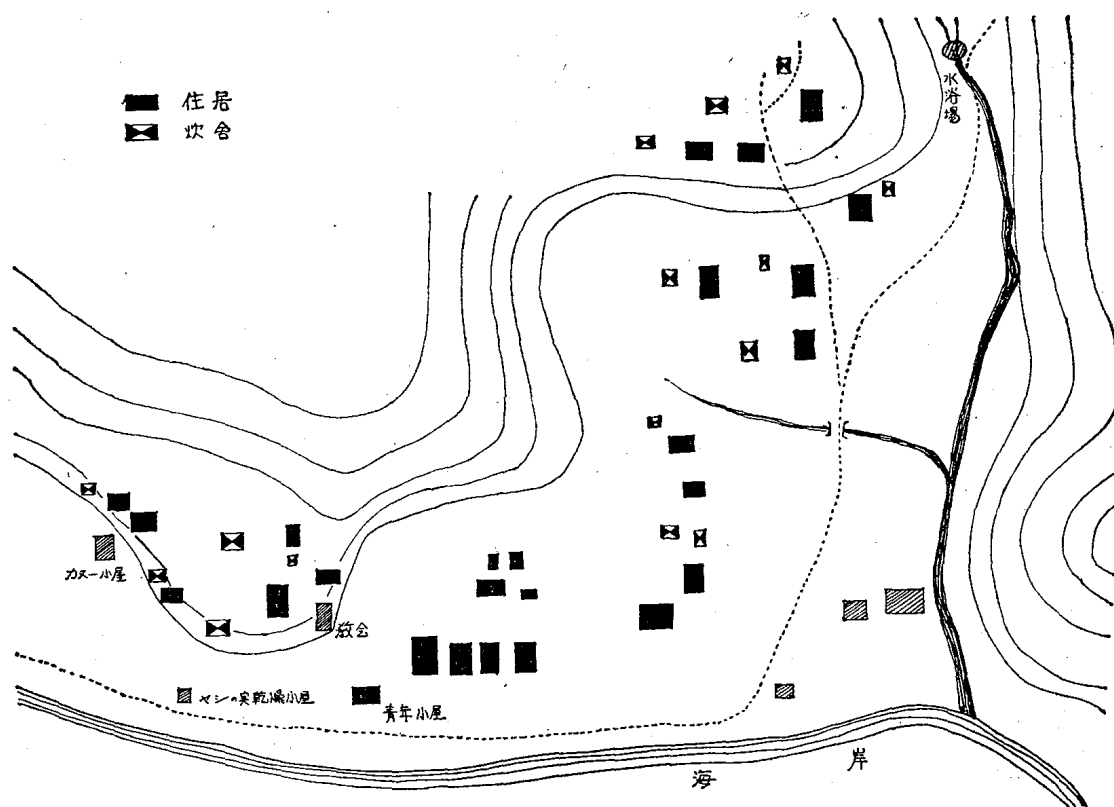 住居
炊舎
水浴場
カヌー小屋
教会
ヤシの実乾燥小屋
青年小屋
海岸